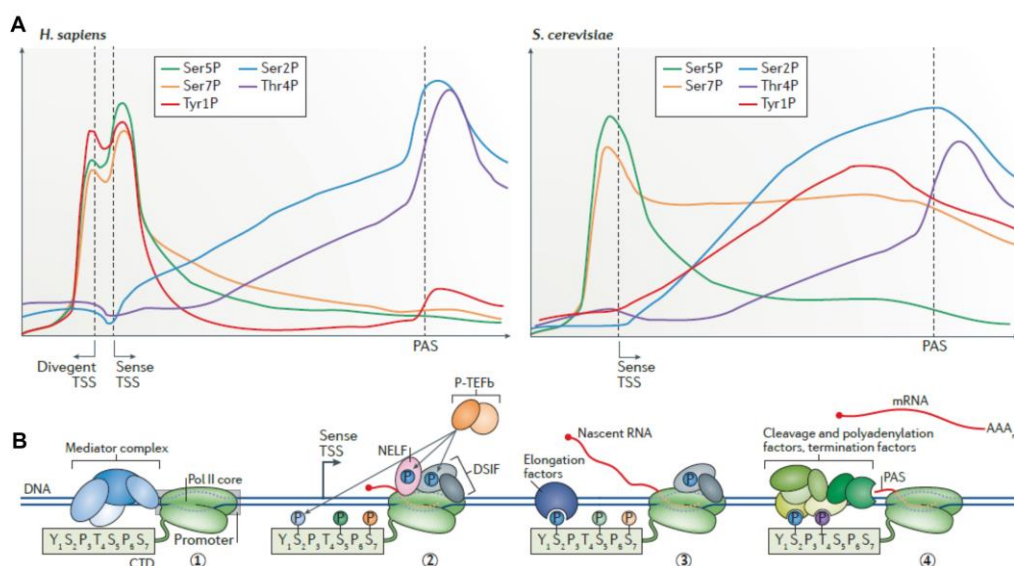 A
H. sapiens
Ser5P Ser2P
Ser7P Thr4P
Tyr1P
PAS
Divegent TSS
Sense TSS
S. cerevisiae
Ser5P Ser2P
Ser7P Thr4P
Tyr1P
PAS
Sense TSS
B
P-TEFb
Mediator complex
Pol II core
DNA
Promoter
Y1S2P3T4S5P6S7
CTD
①
Sense TSS
NELF
P
P
DSIF
P P P
Y1S2P3T4S5P6S7
②
Nascent RNA
Elongation factors
P
P P P
Y1S2P3T4S5P6S7
③
mRNA
AAA
Cleavage and polyadenylation factors, termination factors
PAS
P P
Y1S2P3T4S5P6S7
④